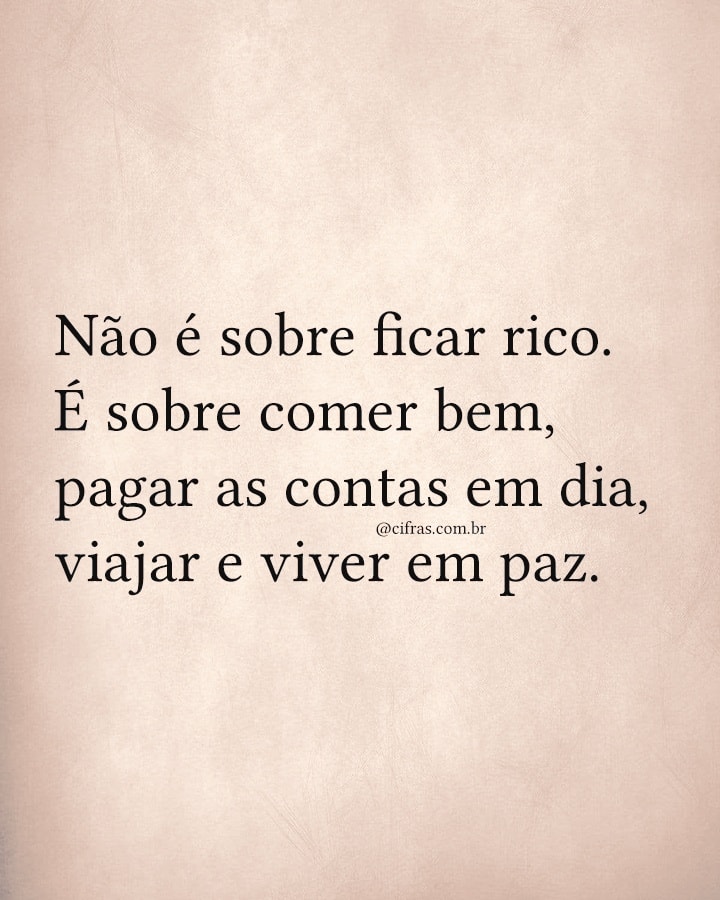 Não é sobre ficar rico.
É sobre comer bem,
pagar as contas em dia,
@cifras.com.br
viajar e viver em paz.